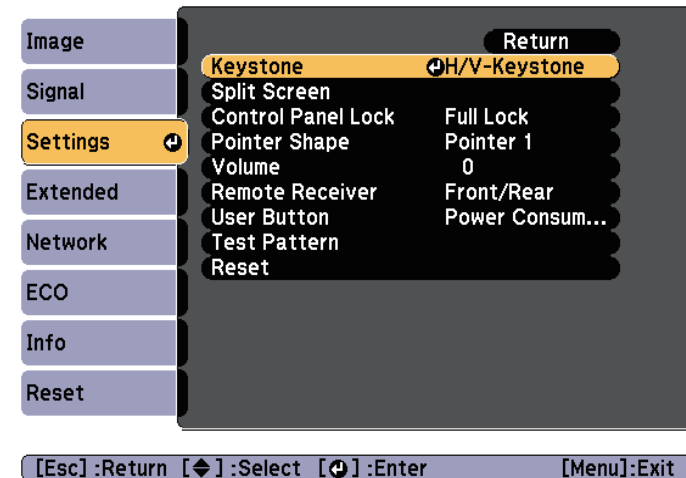 Image
Signal
Settings
Extended
Network
ECO
Info
Reset
Return
Keystone H/V-Keystone
Split Screen
Control Panel Lock Full Lock
Pointer Shape Pointer 1
Volume 0
Remote Receiver Front/Rear
User Button Power Consum...
Test Pattern
Reset
[Esc] :Return [◆] :Select [⏎] :Enter [Menu]:Exit